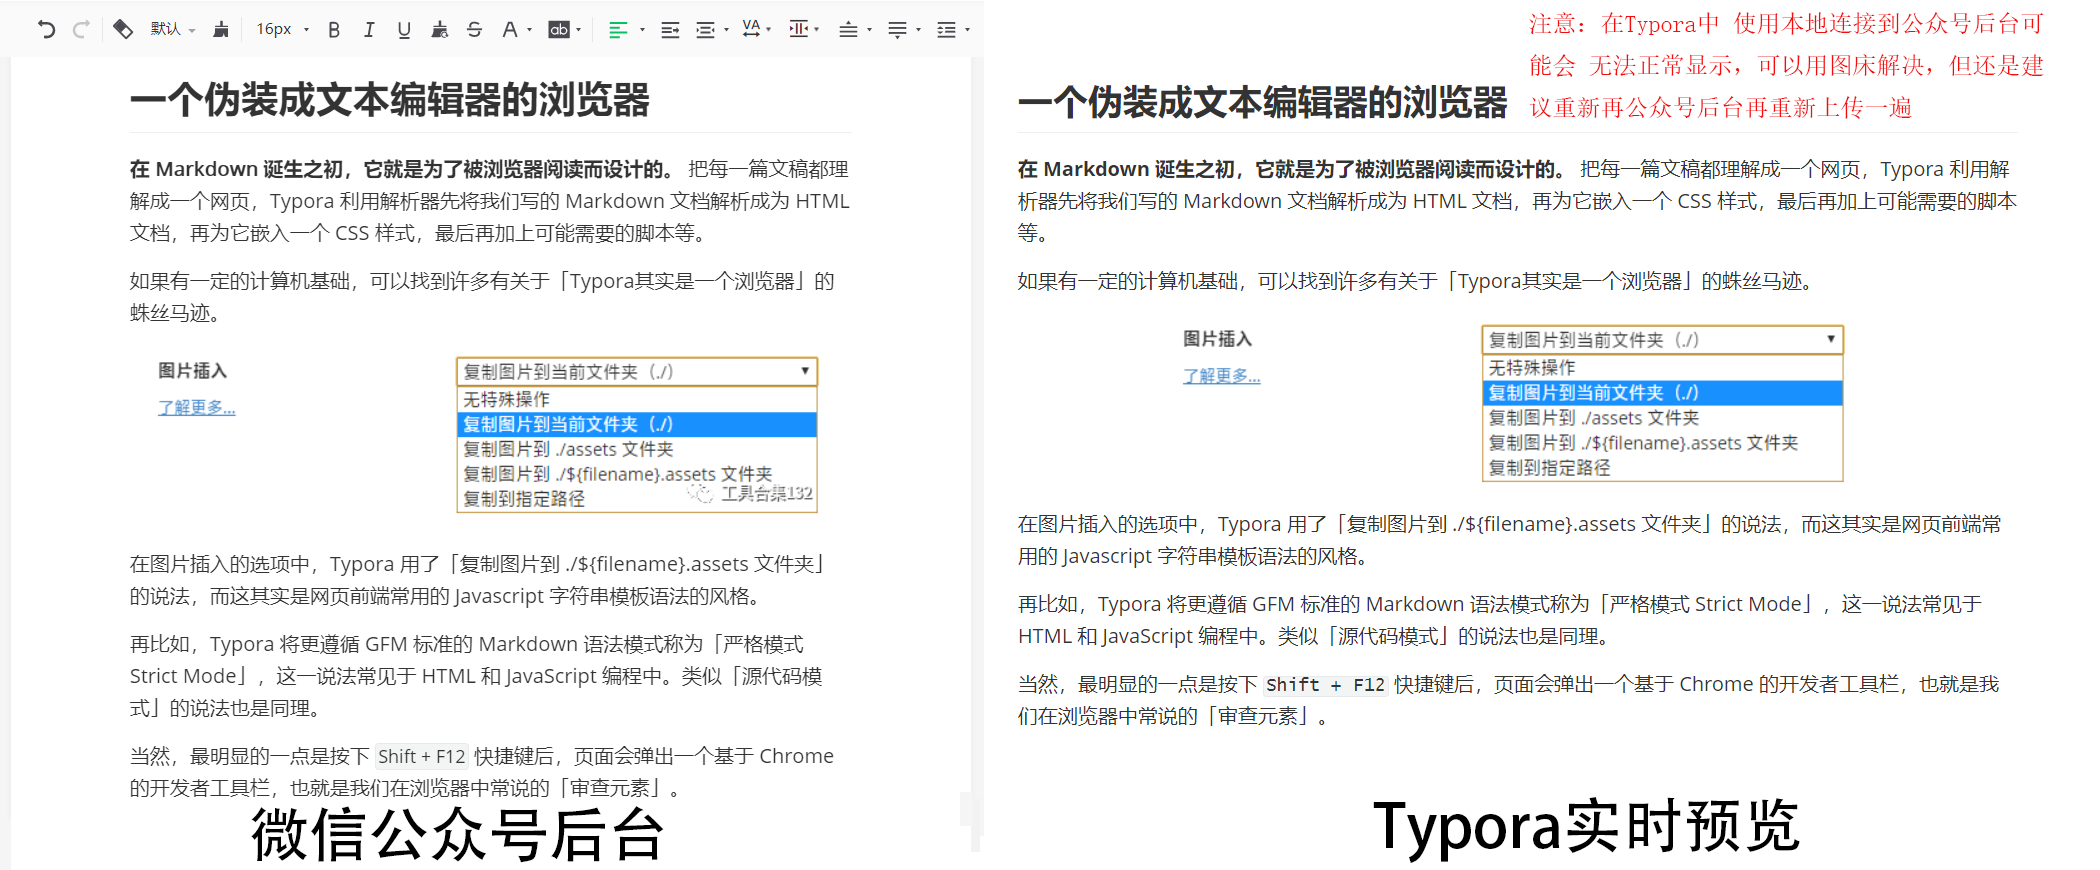 默认 16px B I U S A ab VA
一个伪装成文本编辑器的浏览器
在 Markdown 诞生之初，它就是为了被浏览器阅读而设计的。 把每一篇文稿都理
解成一个网页，Typora 利用解析器先将我们写的 Markdown 文档解析成为 HTML
文档，再为它嵌入一个 CSS 样式，最后再加上可能需要的脚本等。
如果有一定的计算机基础，可以找到许多有关于「Typora其实是一个浏览器」的
蛛丝马迹。
图片插入
了解更多...
复制图片到当前文件夹（./）
无特殊操作
复制图片到当前文件夹（./）
复制图片到 ./assets 文件夹
复制图片到 ./${filename}.assets 文件夹
复制到指定路径
工具合集132
在图片插入的选项中，Typora 用了「复制图片到 ./${filename}.assets 文件夹」
的说法，而这其实是网页前端常用的 Javascript 字符串模板语法的风格。
再比如，Typora 将更遵循 GFM 标准的 Markdown 语法模式称为「严格模式
Strict Mode」，这一说法常见于 HTML 和 JavaScript 编程中。类似「源代码模
式」的说法也是同理。
当然，最明显的一点是按下 Shift + F12 快捷键后，页面会弹出一个基于 Chrome
的开发者工具栏，也就是我们在浏览器中常说的「审查元素」。
微信公众号后台
注意：在Typora中 使用本地连接到公众号后台可
能会 无法正常显示，可以用图床解决，但还是建
议重新再公众号后台再重新上传一遍
一个伪装成文本编辑器的浏览器
在 Markdown 诞生之初，它就是为了被浏览器阅读而设计的。 把每一篇文稿都理解成一个网页，Typora 利用解
析器先将我们写的 Markdown 文档解析成为 HTML 文档，再为它嵌入一个 CSS 样式，最后再加上可能需要的脚本
等。
如果有一定的计算机基础，可以找到许多有关于「Typora其实是一个浏览器」的蛛丝马迹。
图片插入
了解更多...
复制图片到当前文件夹（./）
无特殊操作
复制图片到当前文件夹（./）
复制图片到 ./assets 文件夹
复制图片到 ./${filename}.assets 文件夹
复制到指定路径
在图片插入的选项中，Typora 用了「复制图片到 ./${filename}.assets 文件夹」的说法，而这其实是网页前端常
用的 Javascript 字符串模板语法的风格。
再比如，Typora 将更遵循 GFM 标准的 Markdown 语法模式称为「严格模式 Strict Mode」，这一说法常见于
HTML 和 JavaScript 编程中。类似「源代码模式」的说法也是同理。
当然，最明显的一点是按下 Shift + F12 快捷键后，页面会弹出一个基于 Chrome 的开发者工具栏，也就是我
们在浏览器中常说的「审查元素」。
Typora实时预览